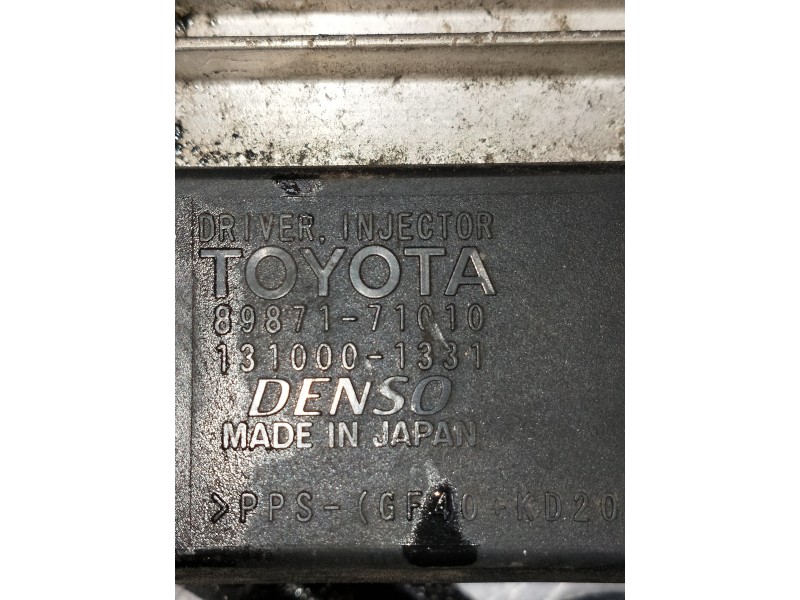 DRIVER, INJECTOR
TOYOTA
89871-71010
131000-1331
DENSO
MADE IN JAPAN
>PPS-(GF40+KD20